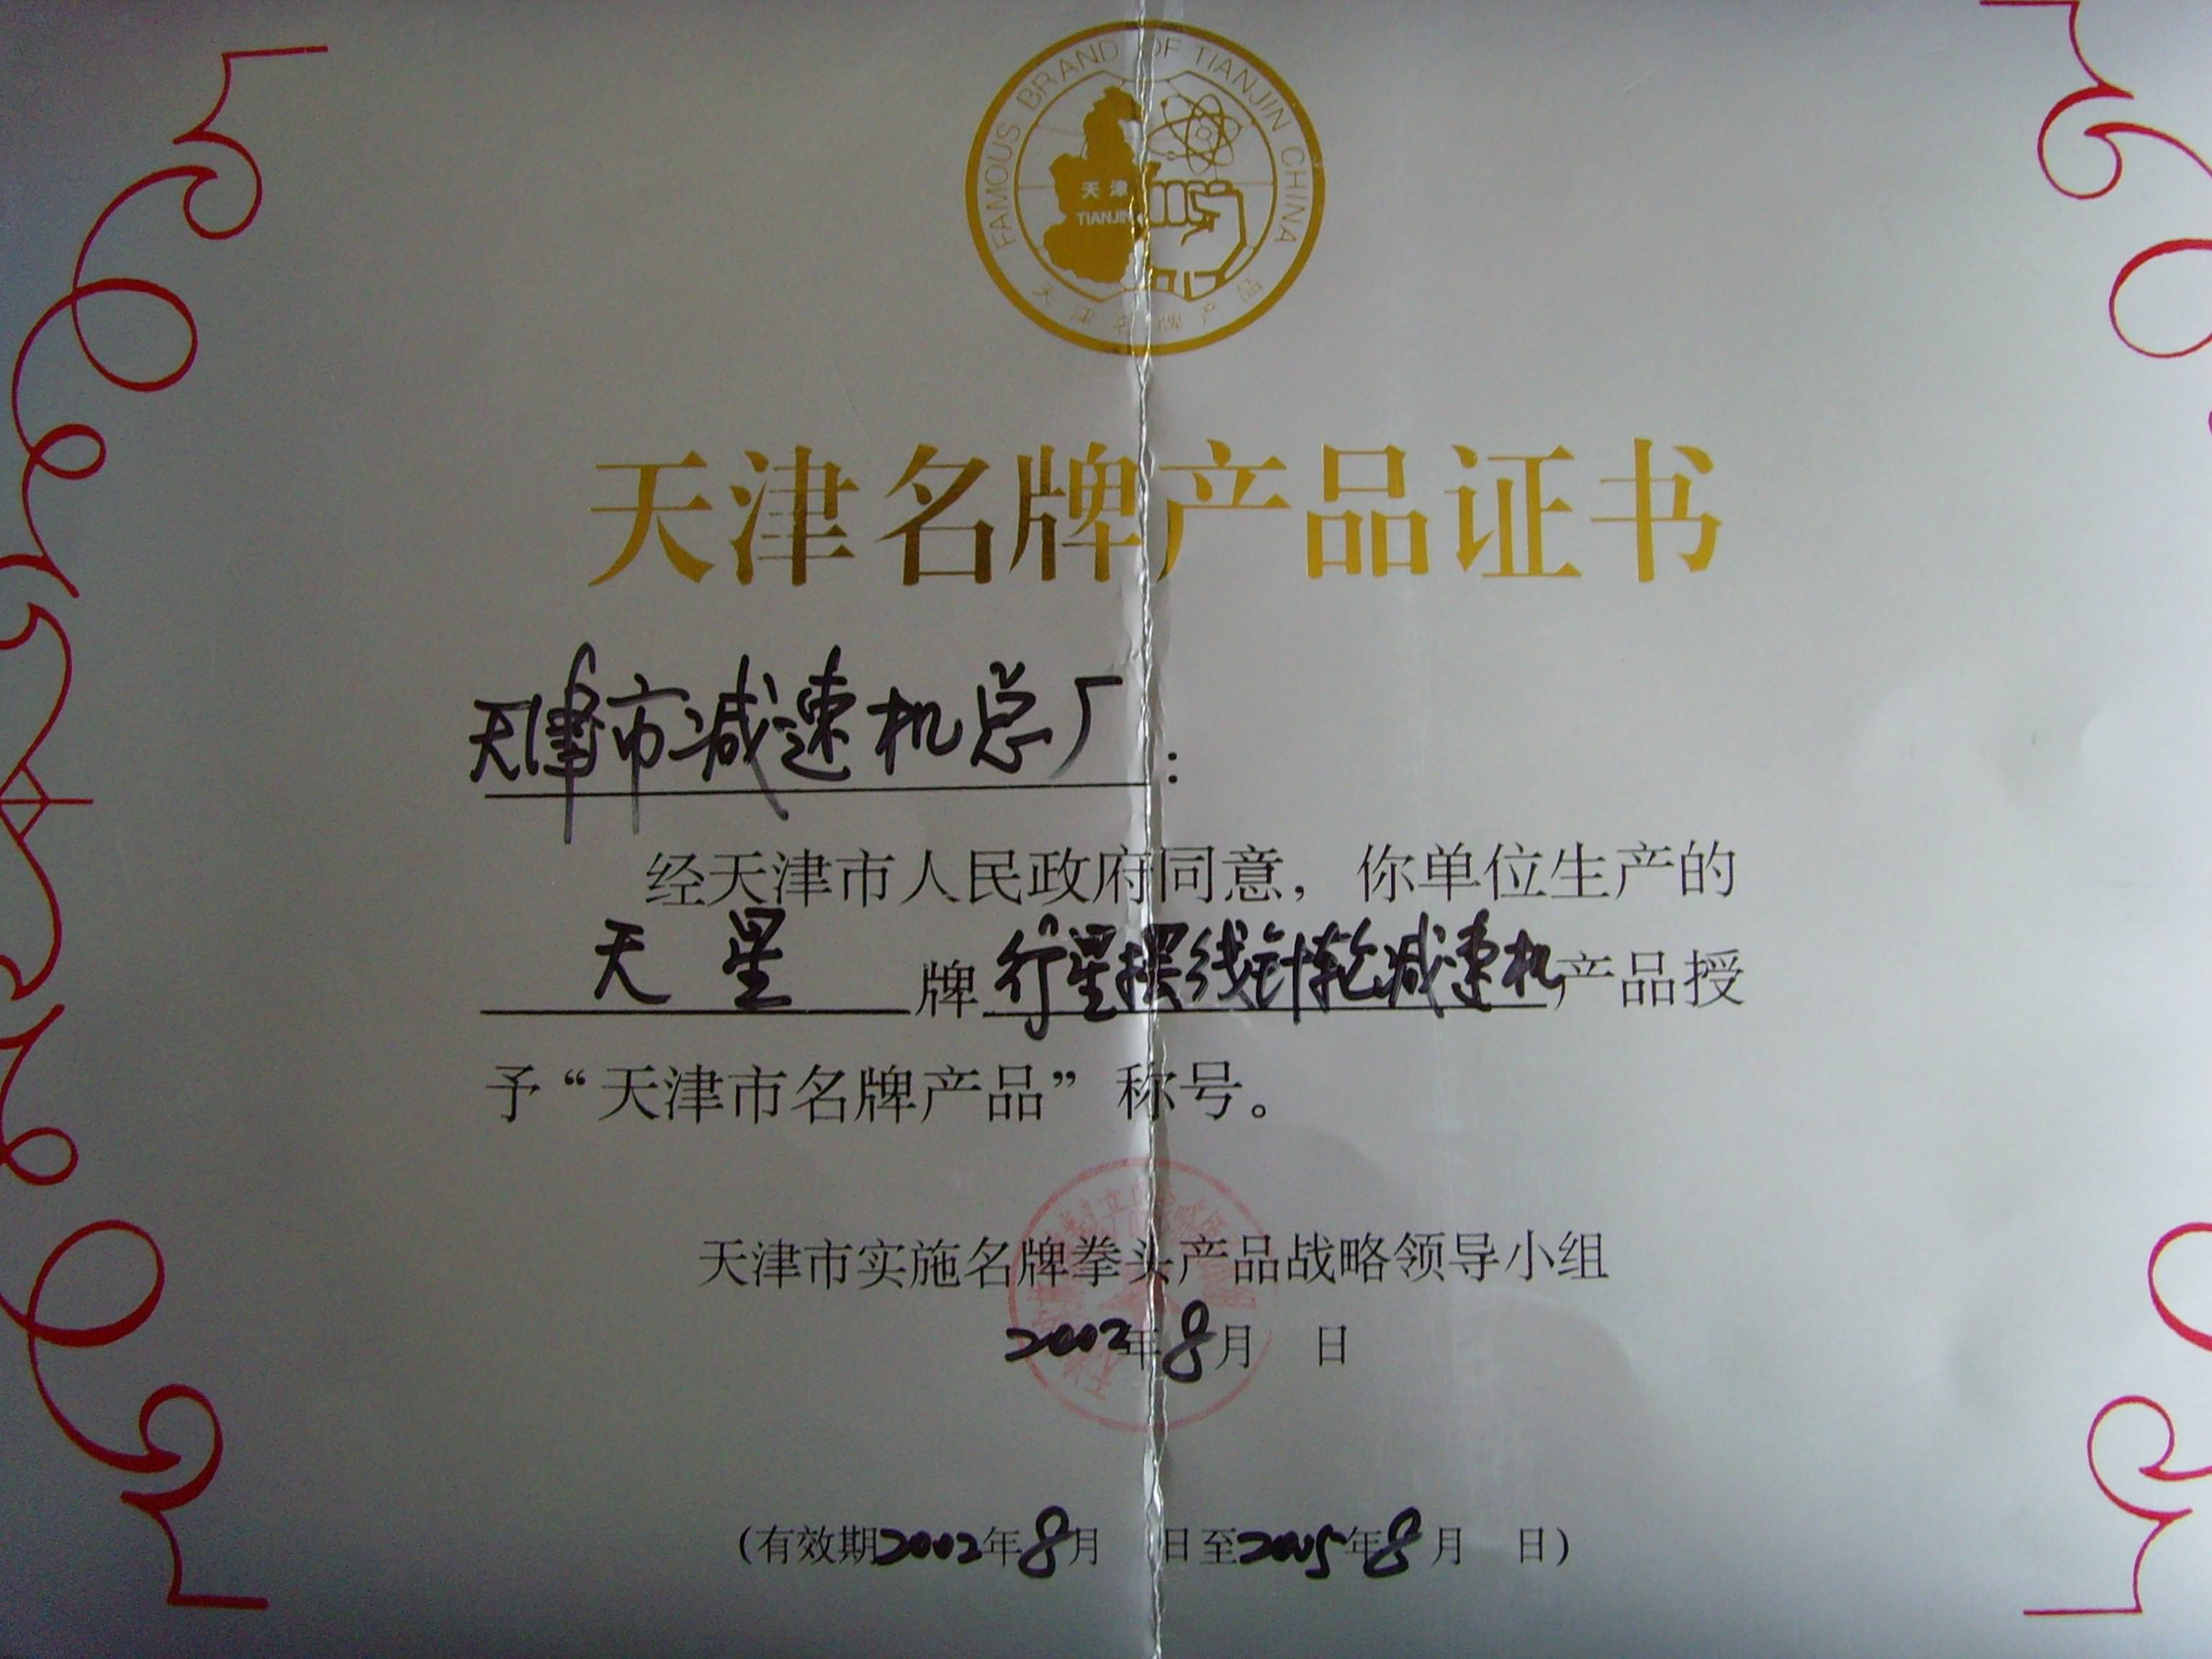 FAMOUS BRAND OF TIANJIN CHINA
天津
TIANJIN
天津名牌产品
天津名牌产品证书
天津市减速机总厂：
经天津市人民政府同意，你单位生产的
天星牌行星摆线针轮减速机产品授
予“天津市名牌产品”称号。
天津市实施名牌拳头产品战略领导小组
2002年8月 日
(有效期2002年8月 日至2005年8月 日)